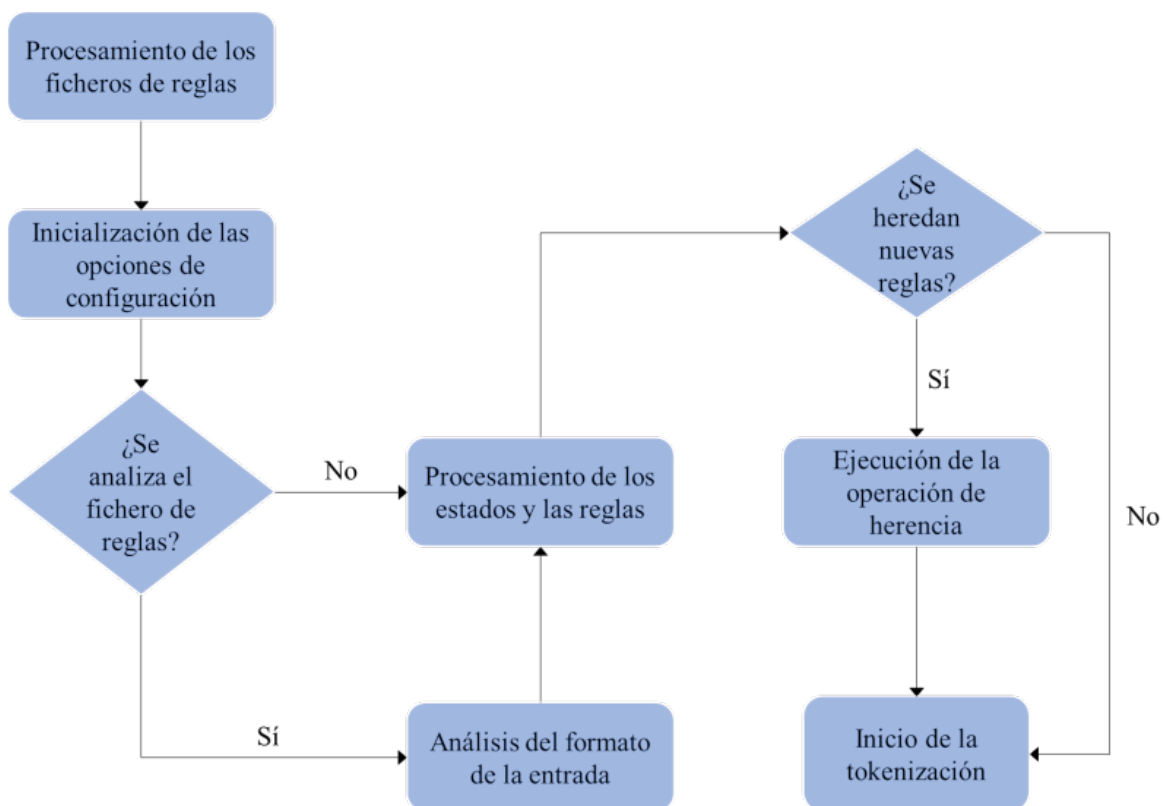 Procesamiento de los
ficheros de reglas
Inicialización de las
opciones de
configuración
¿Se
analiza el
fichero de
reglas?
No
Sí
Procesamiento de los
estados y las reglas
Análisis del formato
de la entrada
¿Se
heredan
nuevas
reglas?
Sí
No
Ejecución de la
operación de
herencia
Inicio de la
tokenización